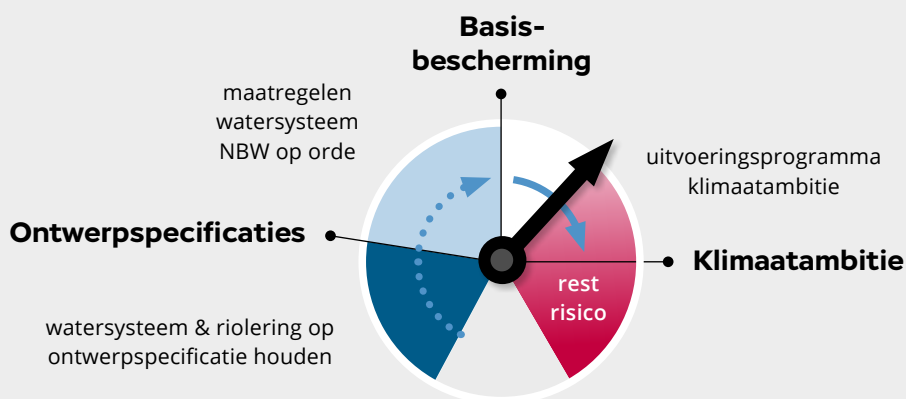 Basis-
bescherming
maatregelen
watersysteem
NBW op orde
uitvoeringsprogramma
klimaatambitie
Ontwerpspecificaties
Klimaatambitie
rest
risico
watersysteem & riolering op
ontwerpspecificatie houden